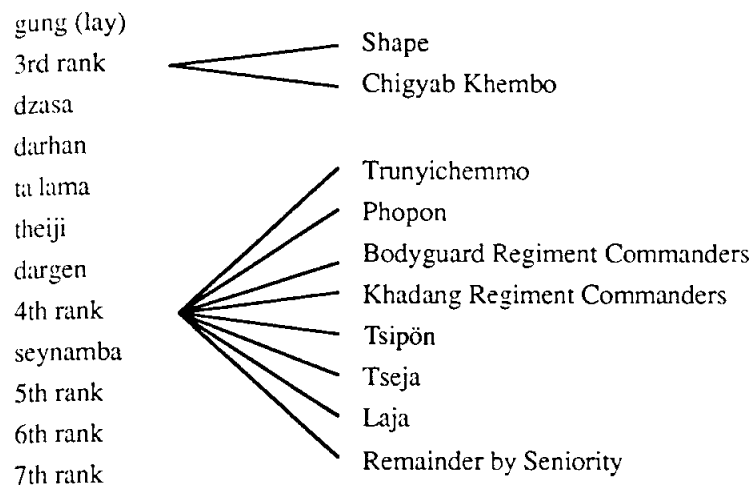 gung (lay)
3rd rank
dzasa
darhan
ta lama
theiji
dargen
4th rank
seynamba
5th rank
6th rank
7th rank
Shape
Chigyab Khembo
Trunyichemmo
Phopon
Bodyguard Regiment Commanders
Khadang Regiment Commanders
Tsipön
Tseja
Laja
Remainder by Seniority